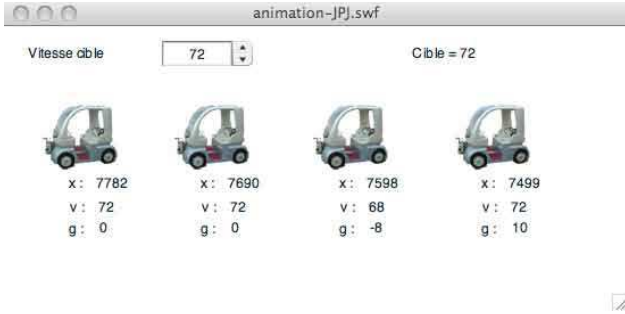 animation-JPJ.swf
Vitesse cible 72 Cible = 72
x : 7782 x : 7690 x : 7598 x : 7499
v : 72 v : 72 v : 68 v : 72
g : 0 g : 0 g : -8 g : 10